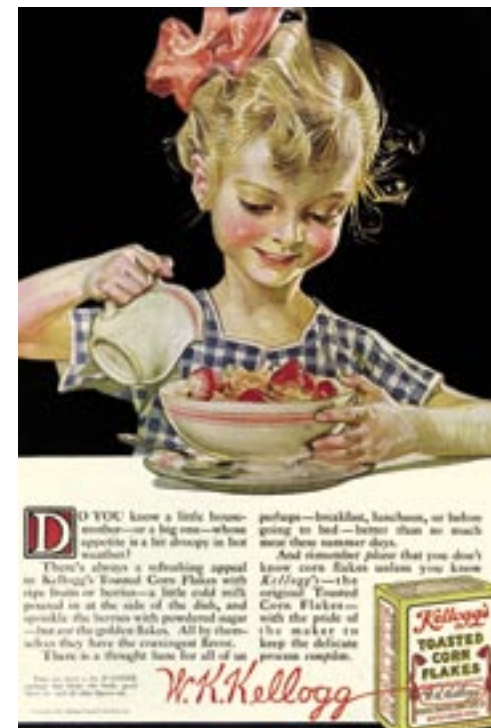 DO YOU know a little house-
mother—or a big one—whose
appetite is a bit droopy in hot
weather?
There's always a refreshing appeal
in Kellogg's Toasted Corn Flakes with
ripe fruits or berries—a little cold milk
poured in at the side of the dish, and
sprinkle the berries with powdered sugar
—but not the golden flakes. All by them-
selves they have the flavor.
There is a thought here for all of us
perhaps—breakfast, luncheon, or before
going to bed—better than so much
meat these summer days.
And remember please that you don't
know corn flakes unless you know
Kellogg's—the
original Toasted
Corn Flakes—
with the pride of
the maker to
keep the delicate
process complete.
W.K.Kellogg
Kellogg's
TOASTED
CORN
FLAKES